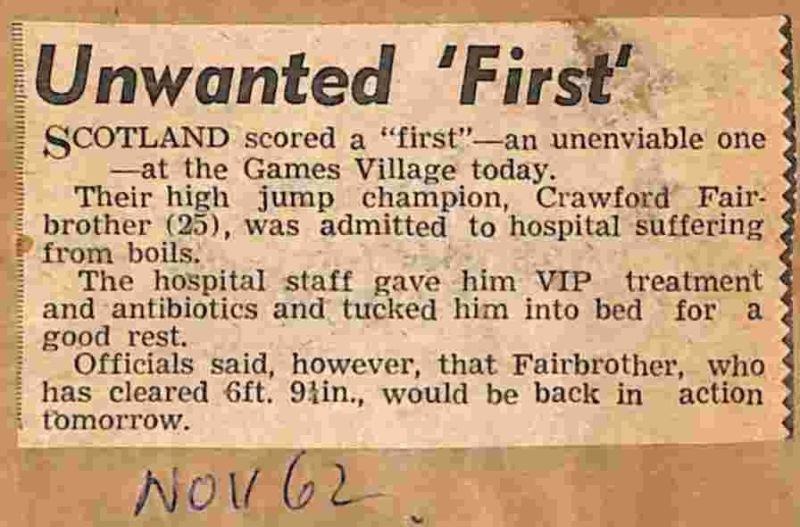 Unwanted 'First'
SCOTLAND scored a "first"—an unenviable one
—at the Games Village today.
Their high jump champion, Crawford Fair-
brother (25), was admitted to hospital suffering
from boils.
The hospital staff gave him VIP treatment
and antibiotics and tucked him into bed for a
good rest.
Officials said, however, that Fairbrother, who
has cleared 6ft. 9¼in., would be back in action
tomorrow.
NOV 62